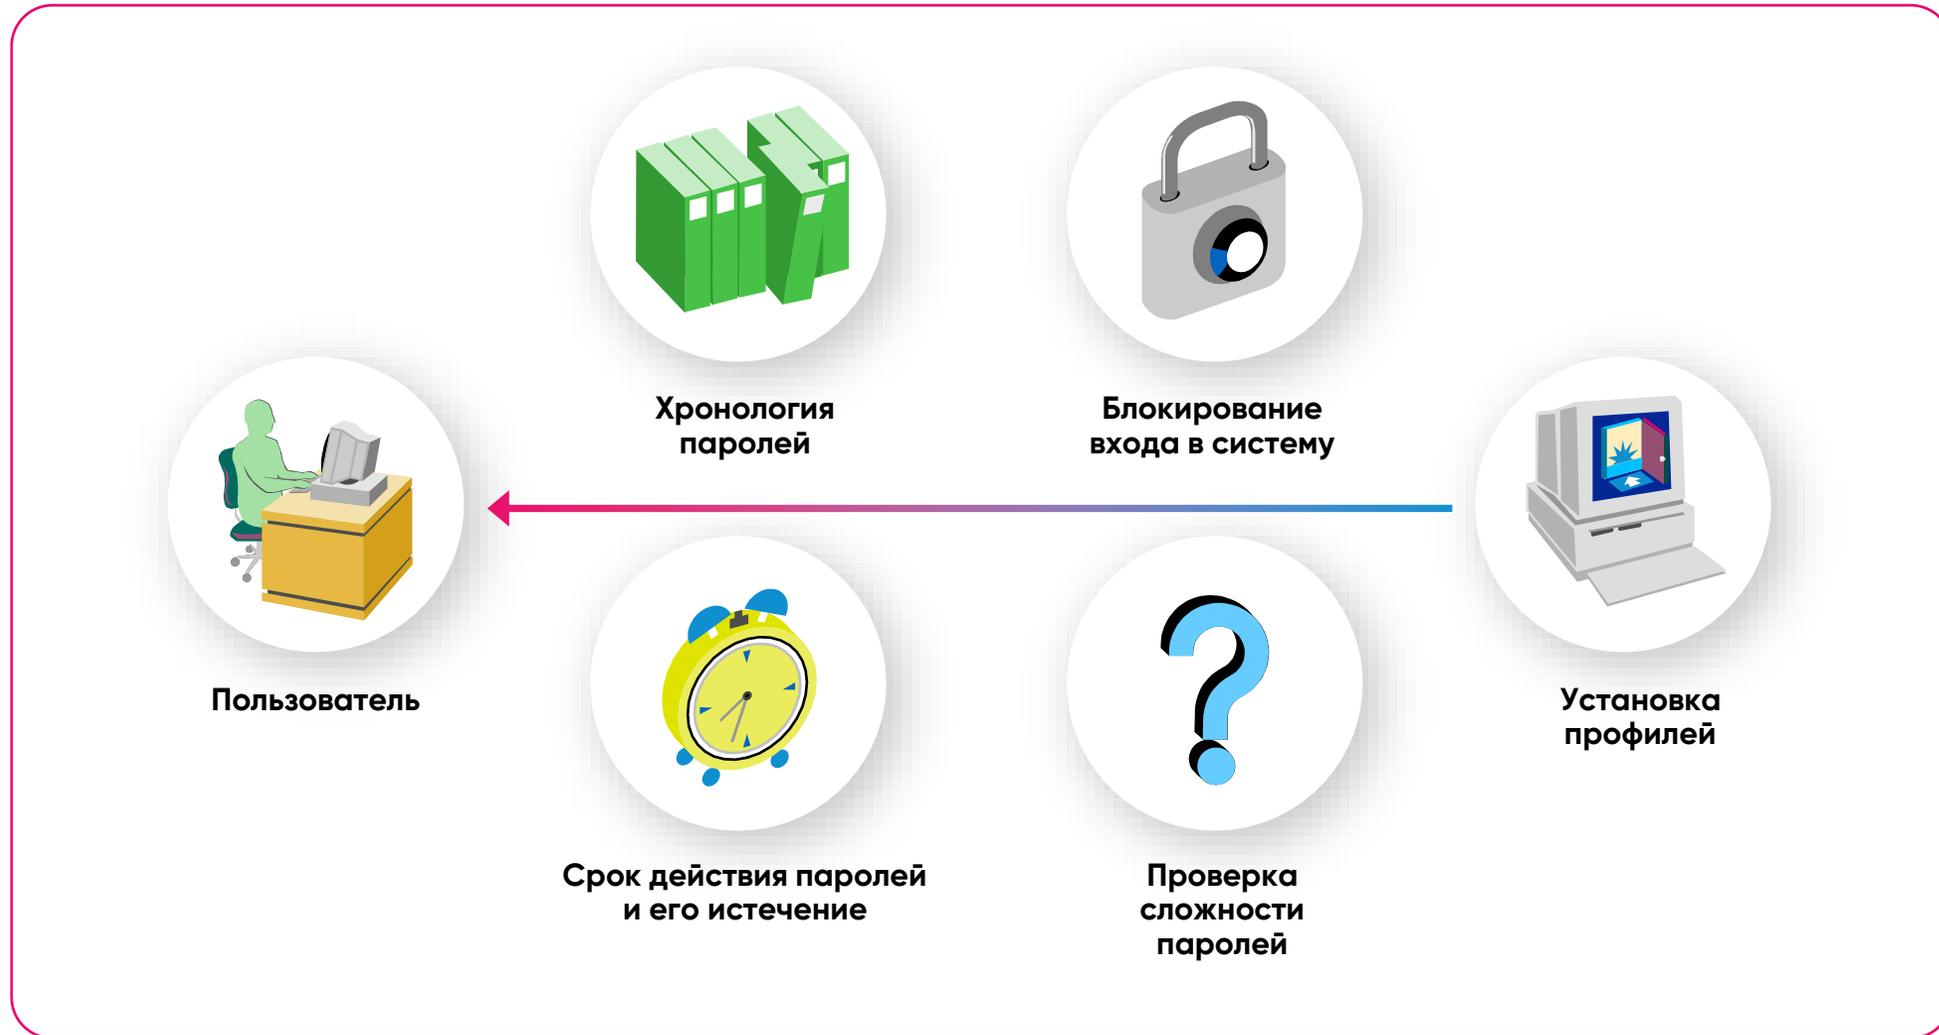 Хронология
паролей
Блокирование
входа в систему
Пользователь
Установка
профилей
Срок действия паролей
и его истечение
Проверка
сложности
паролей